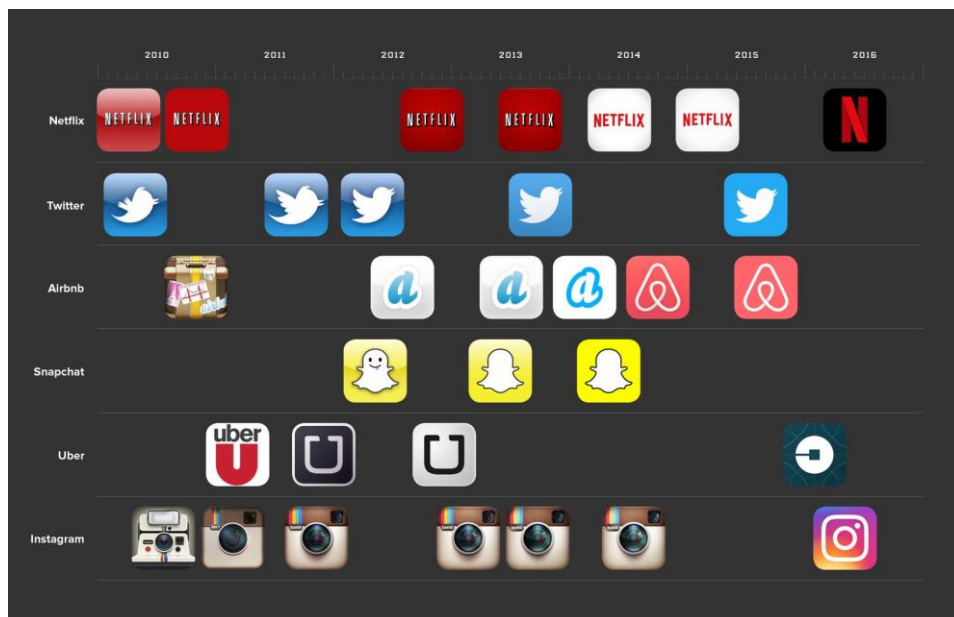 2010 2011 2012 2013 2014 2015 2016
Netflix NETFLIX NETFLIX NETFLIX NETFLIX NETFLIX NETFLIX N
Twitter
Airbnb a a a
Snapchat
Uber uber U U U
Instagram